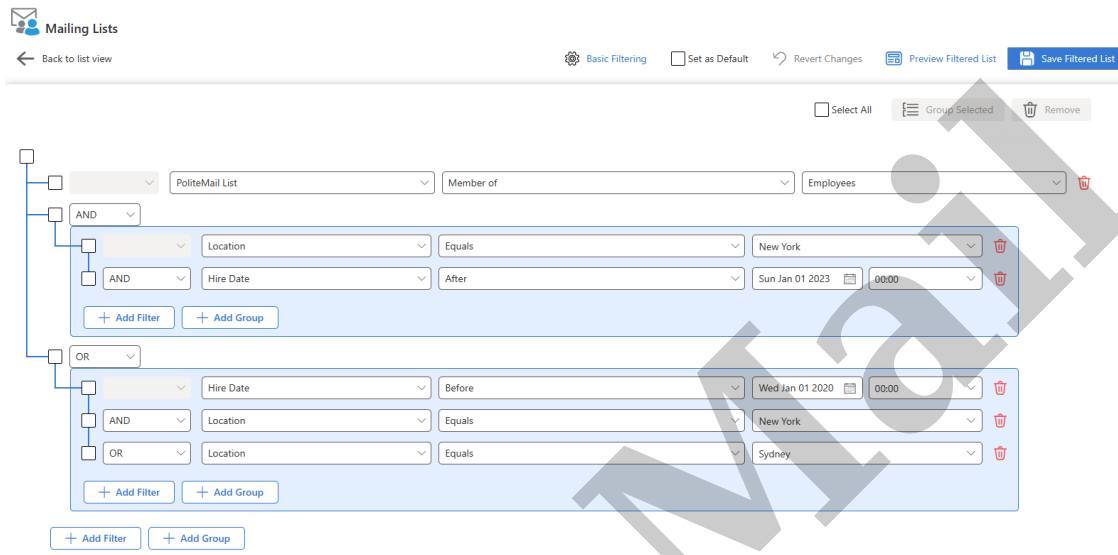 Mailing Lists
Back to list view Basic Filtering Set as Default Revert Changes Preview Filtered List Save Filtered List
Select All Group Selected Remove
PoliteMail List Member of Employees
AND
Location Equals New York
AND Hire Date After Sun Jan 01 2023 00:00
+ Add Filter + Add Group
OR
Hire Date Before Wed Jan 01 2020 00:00
AND Location Equals New York
OR Location Equals Sydney
+ Add Filter + Add Group
+ Add Filter + Add Group
Mail